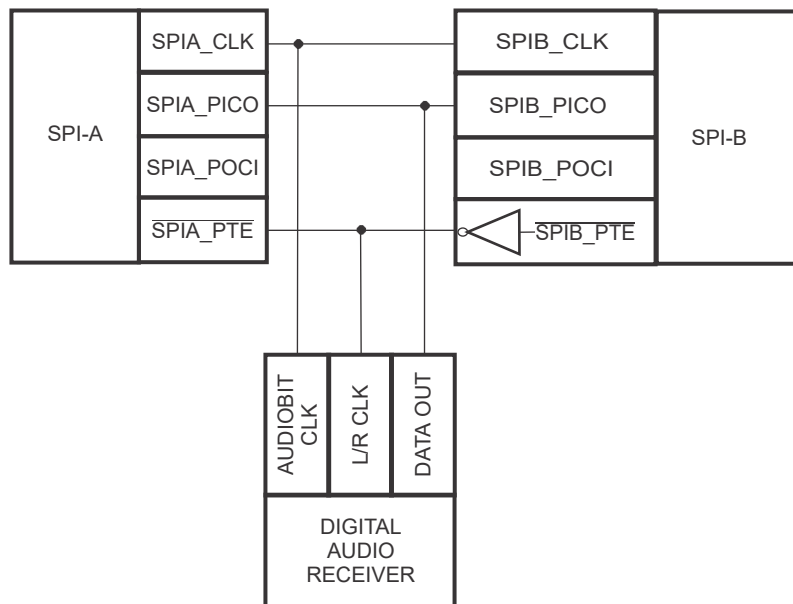 SPI-A
SPIA_CLK
SPIA_PICO
SPIA_POCI
SPIA_PTE
SPIB_CLK
SPIB_PICO
SPIB_POCI
SPIB_PTE
SPI-B
AUDIOBIT
CLK
L/R CLK
DATA OUT
DIGITAL
AUDIO
RECEIVER